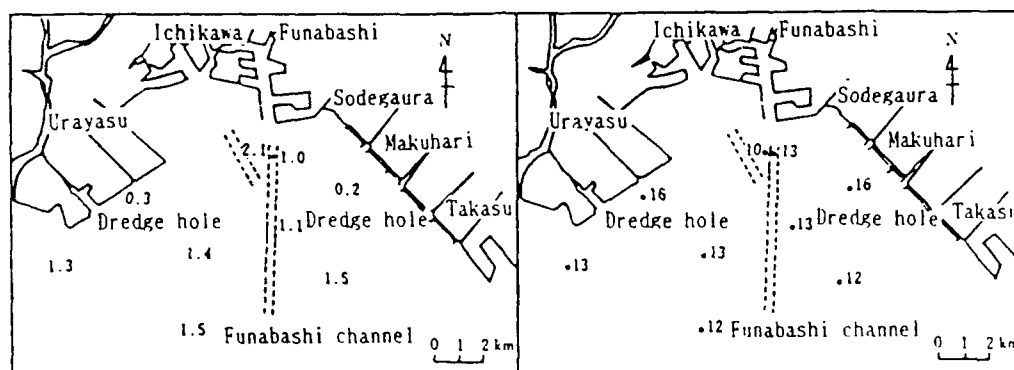 Ichikawa
Funabashi
N
Sodegaura
Urayasu
Makuhari
2.1
1.0
0.3
0.2
Takasu
Dredge hole
1.1
Dredge hole
1.3
1.4
1.5
1.5
Funabashi channel
0 1 2 km
Ichikawa
Funabashi
N
Sodegaura
Urayasu
Makuhari
10
13
16
16
Takasu
Dredge hole
13
Dredge hole
13
13
12
12
Funabashi channel
0 1 2 km